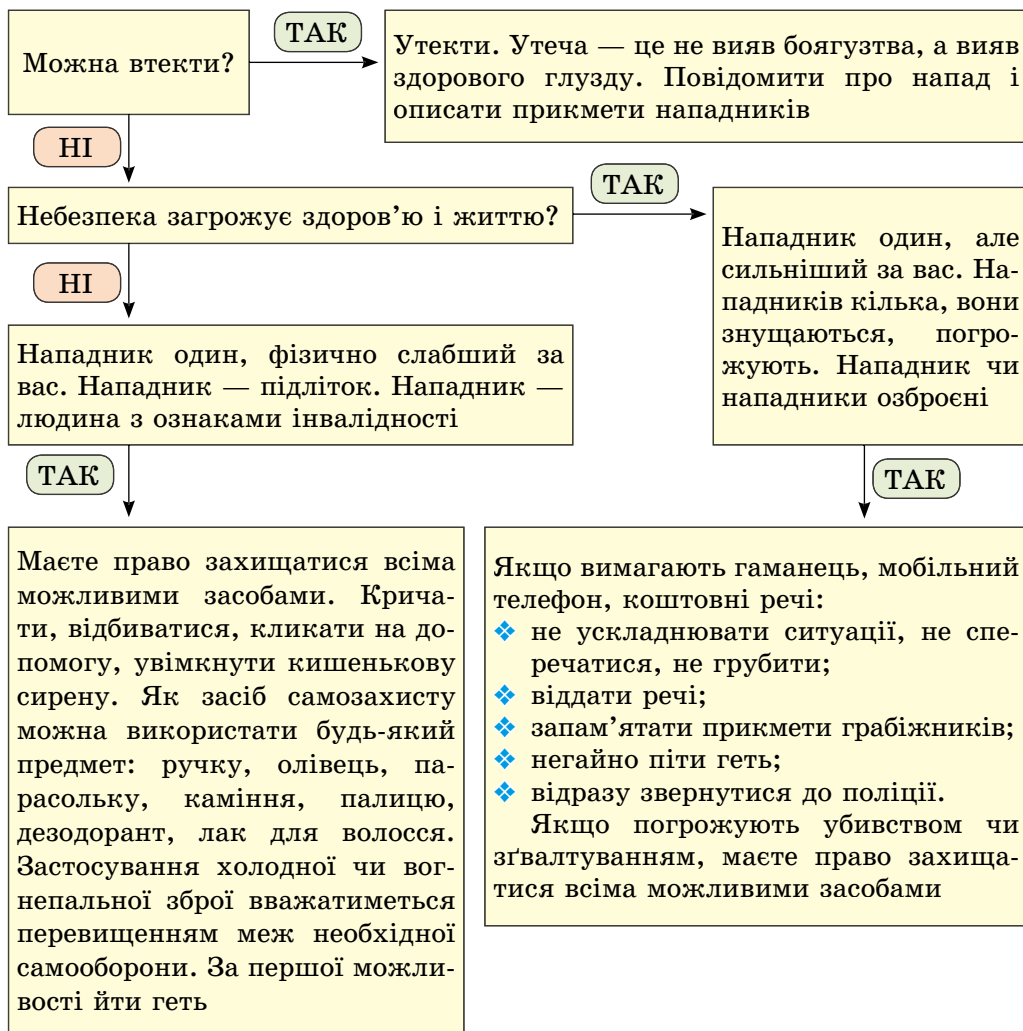 Можна втекти?
ТАК
Утекти. Утеча — це не вияв боягузтва, а вияв
здорового глузду. Повідомити про напад і
описати прикмети нападників
НІ
Небезпека загрожує здоров’ю і життю?
ТАК
Нападник один, але
сильніший за вас. На-
падників кілька, вони
знущаються, погро-
жують. Нападник чи
нападники озброєні
НІ
Нападник один, фізично слабший за
вас. Нападник — підліток. Нападник —
людина з ознаками інвалідності
ТАК
Маєте право захищатися всіма
можливими засобами. Крича-
ти, відбиватися, кликати на до-
помогу, увімкнути кишенькову
сирену. Як засіб самозахисту
можна використати будь-який
предмет: ручку, олівець, па-
расольку, каміння, палицю,
дезодорант, лак для волосся.
Застосування холодної чи вог-
непальної зброї вважатиметься
перевищенням меж необхідної
самооборони. За першої можли-
вості йти геть
ТАК
Якщо вимагають гаманець, мобільний
телефон, коштовні речі:
❖ не ускладнювати ситуації, не спе-
речатися, не грубити;
❖ віддати речі;
❖ запам’ятати прикмети грабіжників;
❖ негайно піти геть;
❖ відразу звернутися до поліції.
Якщо погрожують убивством чи
зґвалтуванням, маєте право захища-
тися всіма можливими засобами